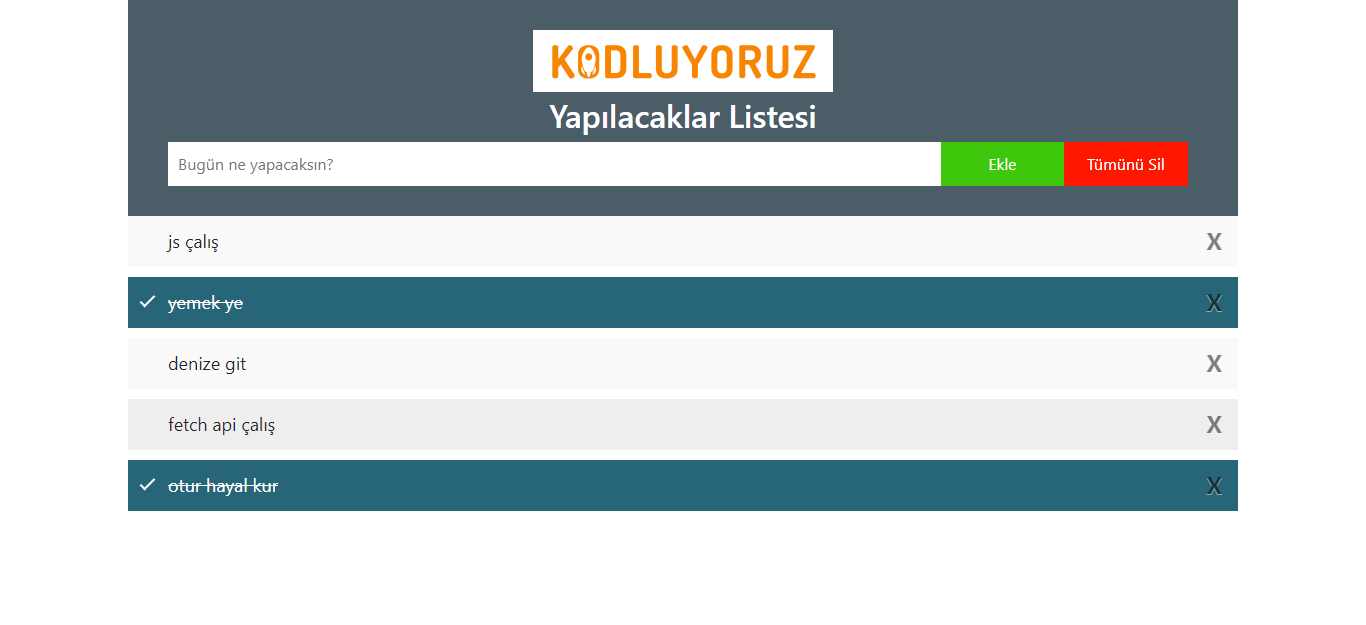 KODLUYORUZ
Yapılacaklar Listesi
Bugün ne yapacaksın? Ekle Tümünü Sil
js çalış X
yemek ye X
denize git X
fetch api çalış X
otur hayal kur X